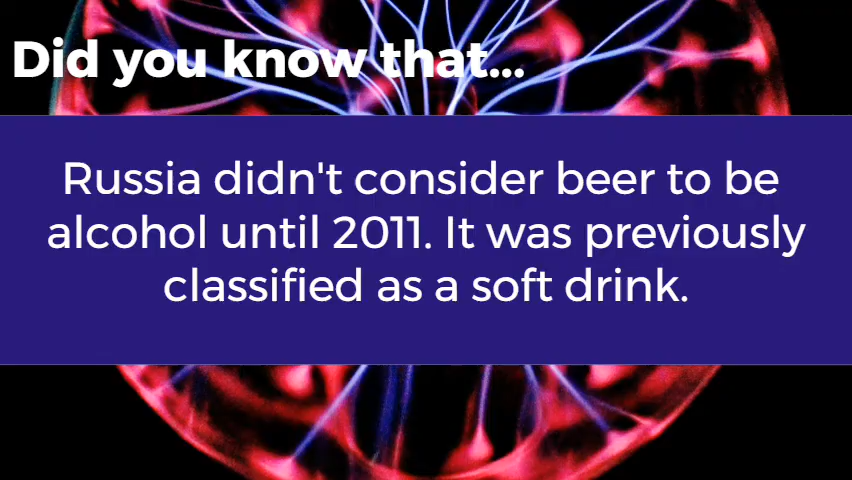 Did you know that...
Russia didn't consider beer to be
alcohol until 2011. It was previously
classified as a soft drink.